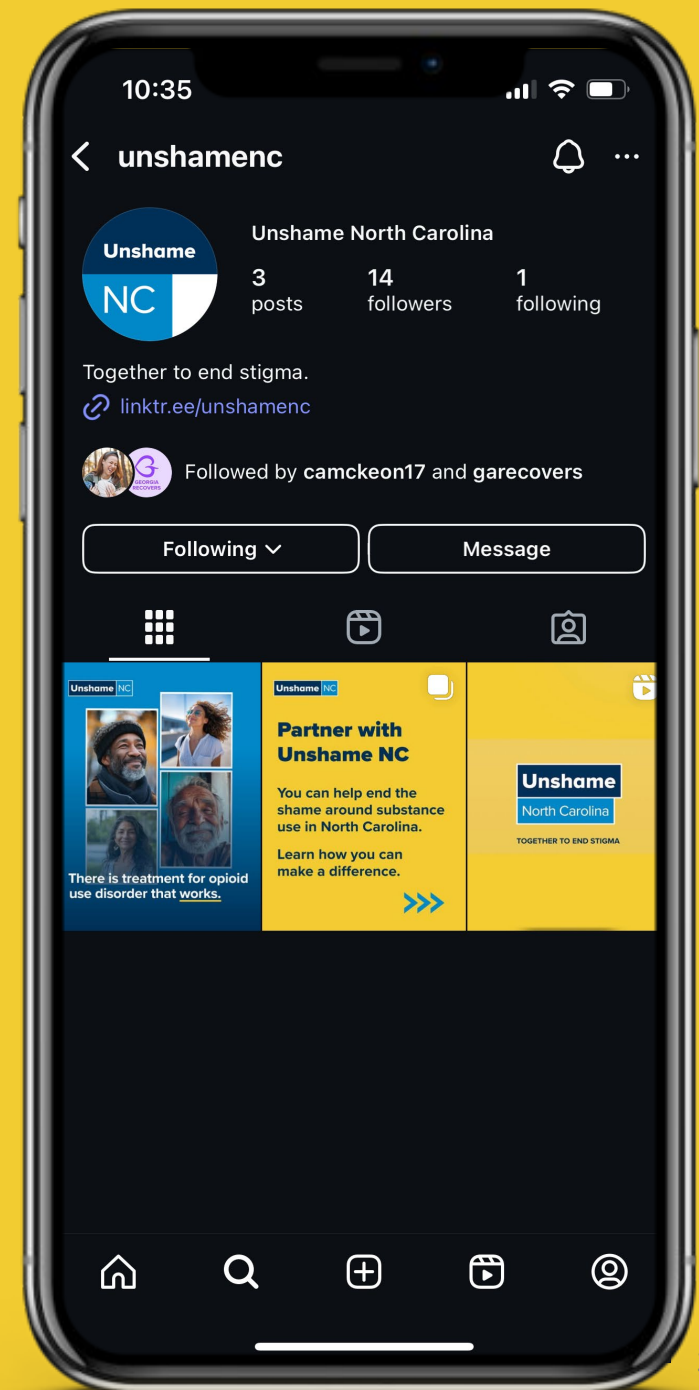 10:35
unshamenc
Unshame
NC
Unshame North Carolina
3
posts
14
followers
1
following
Together to end stigma.
linktr.ee/unshamenc
GEORGIA
RECOVERS
Followed by camckeon17 and garecovers
Following
Message
Unshame NC
There is treatment for opioid
use disorder that works.
Unshame NC
Partner with
Unshame NC
You can help end the
shame around substance
use in North Carolina.
Learn how you can
make a difference.
>>>
Unshame
North Carolina
TOGETHER TO END STIGMA